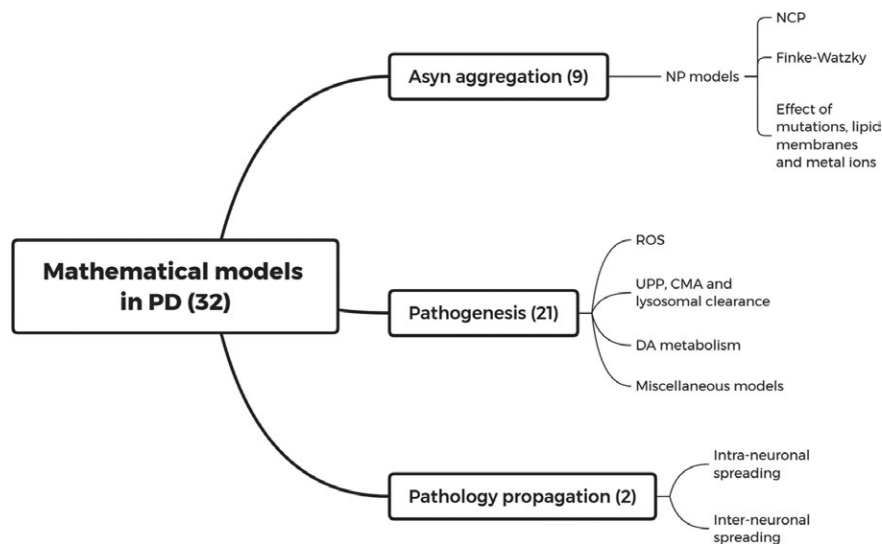 NCP
Asyn aggregation (9)
NP models
Finke-Watzky
Effect of
mutations, lipid
membranes
and metal ions
Mathematical models
in PD (32)
ROS
UPP, CMA and
lysosomal clearance
Pathogenesis (21)
DA metabolism
Miscellaneous models
Intra-neuronal
spreading
Pathology propagation (2)
Inter-neuronal
spreading